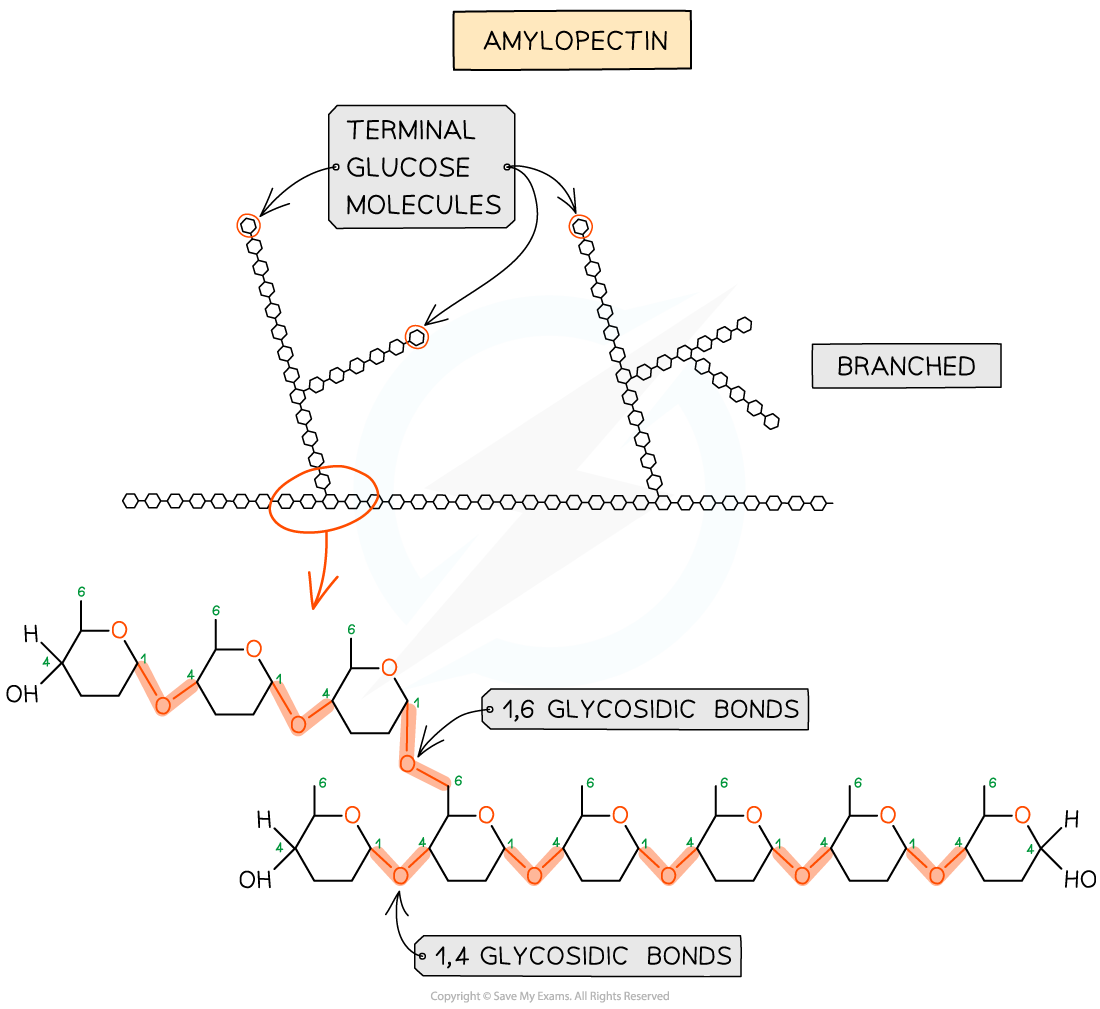 AMYLOPECTIN
TERMINAL
GLUCOSE
MOLECULES
BRANCHED
6
H
O
4
1
OH
O
6
O
4
1
O
6
O
4
1
1,6 GLYCOSIDIC BONDS
O
6
6
6
6
6
H
O
O
O
O
O
O
H
4
1
4
1
4
1
4
1
4
1
4
4
OH
O
O
O
O
O
HO
1,4 GLYCOSIDIC BONDS
Copyright © Save My Exams. All Rights Reserved